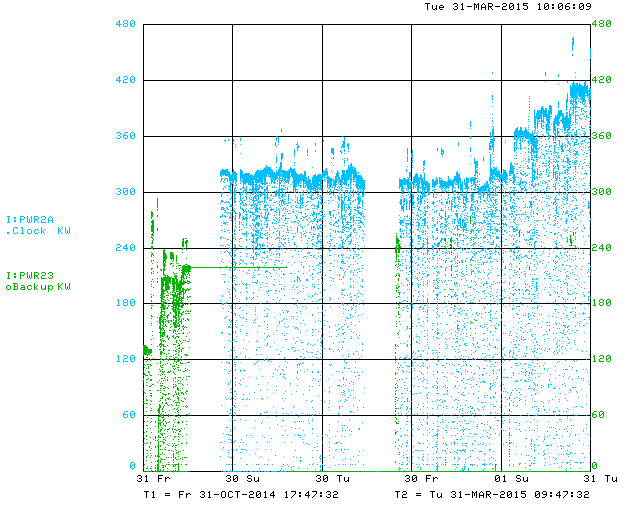 Tue 31-MAR-2015 10:06:09
480 480
420 420
360 360
300 300
I:PWR2A
.Clock KW
240 240
I:PWR23
oBackup KW
180 180
120 120
60 60
0 0
31 Fr 30 Su 30 Tu 30 Fr 01 Su 31 Tu
T1 = Fr 31-OCT-2014 17:47:32 T2 = Tu 31-MAR-2015 09:47:32